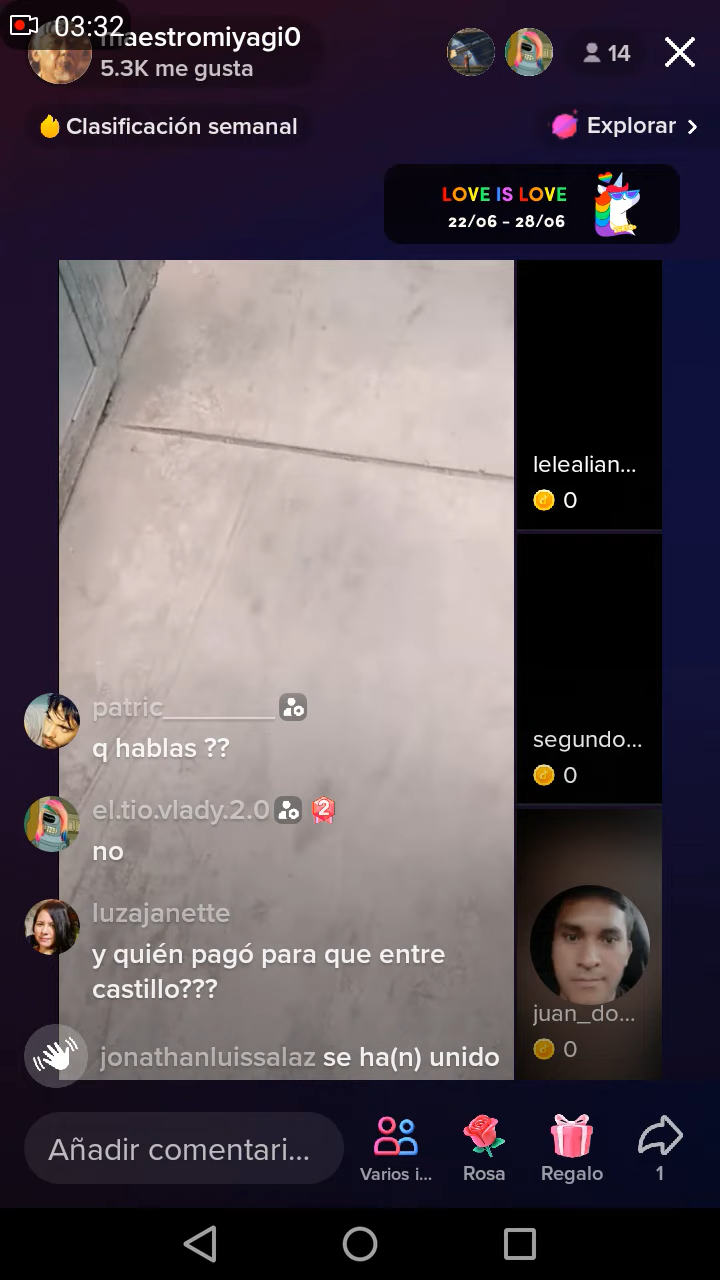 03:32
maestromiyagi0
5.3K me gusta
14
Clasificación semanal
Explorar
LOVE IS LOVE
22/06 - 28/06
lelealian...
0
segundo...
0
patric_________
q hablas ??
el.tio.vlady.2.0 2
no
luzajanette
y quién pagó para que entre
castillo???
juan_do...
0
jonathanluissalaz se ha(n) unido
Añadir comentari...
Varios i...
Rosa
Regalo
1